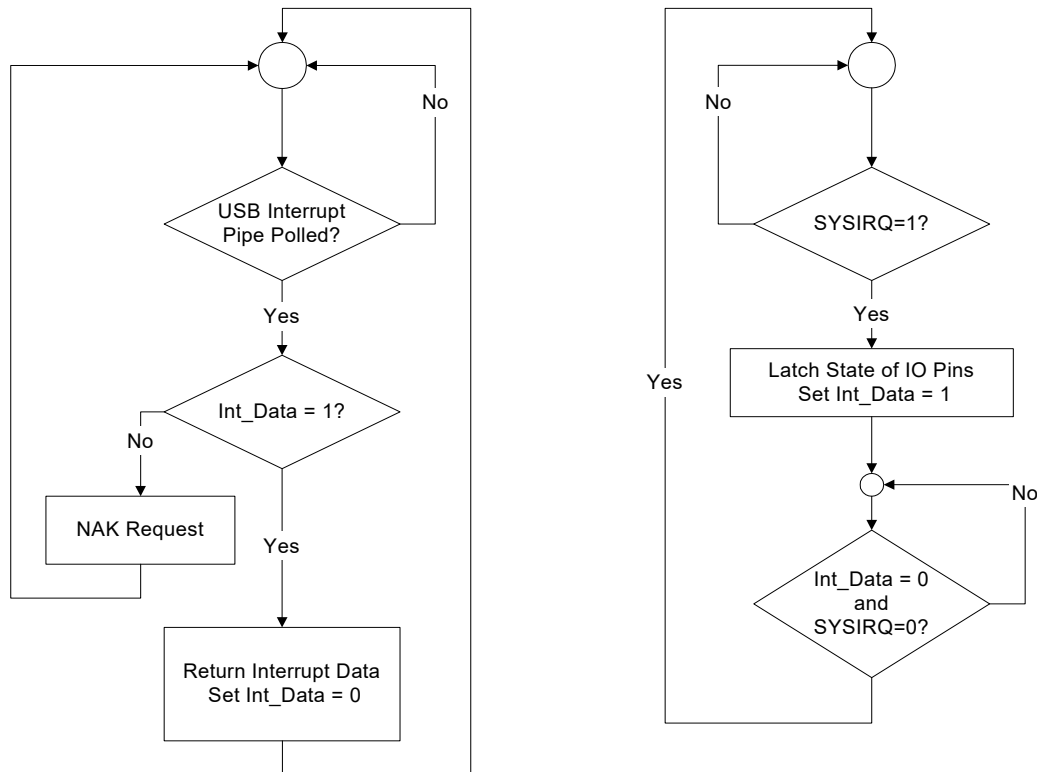 No
USB Interrupt
Pipe Polled?
Yes
Int_Data = 1?
No
NAK Request
Yes
Return Interrupt Data
Set Int_Data = 0
No
SYSIRQ=1?
Yes
Latch State of IO Pins
Set Int_Data = 1
Yes
No
Int_Data = 0
and
SYSIRQ=0?